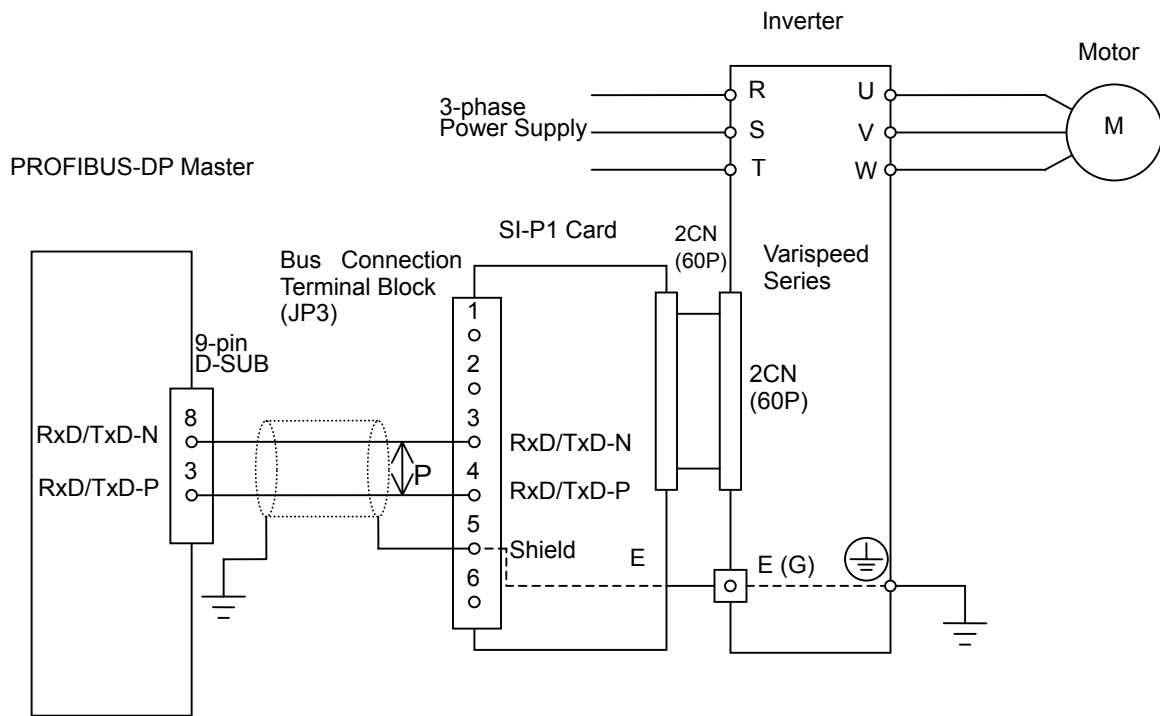 Inverter
Motor
R
U
3-phase
Power Supply
S
V
M
T
W
PROFIBUS-DP Master
SI-P1 Card
2CN
(60P)
Bus Connection
Terminal Block
(JP3)
Varispeed
Series
1
9-pin
D-SUB
2
2CN
(60P)
8
3
RxD/TxD-N
RxD/TxD-N
3
4
P
RxD/TxD-P
RxD/TxD-P
5
Shield
E
E (G)
6